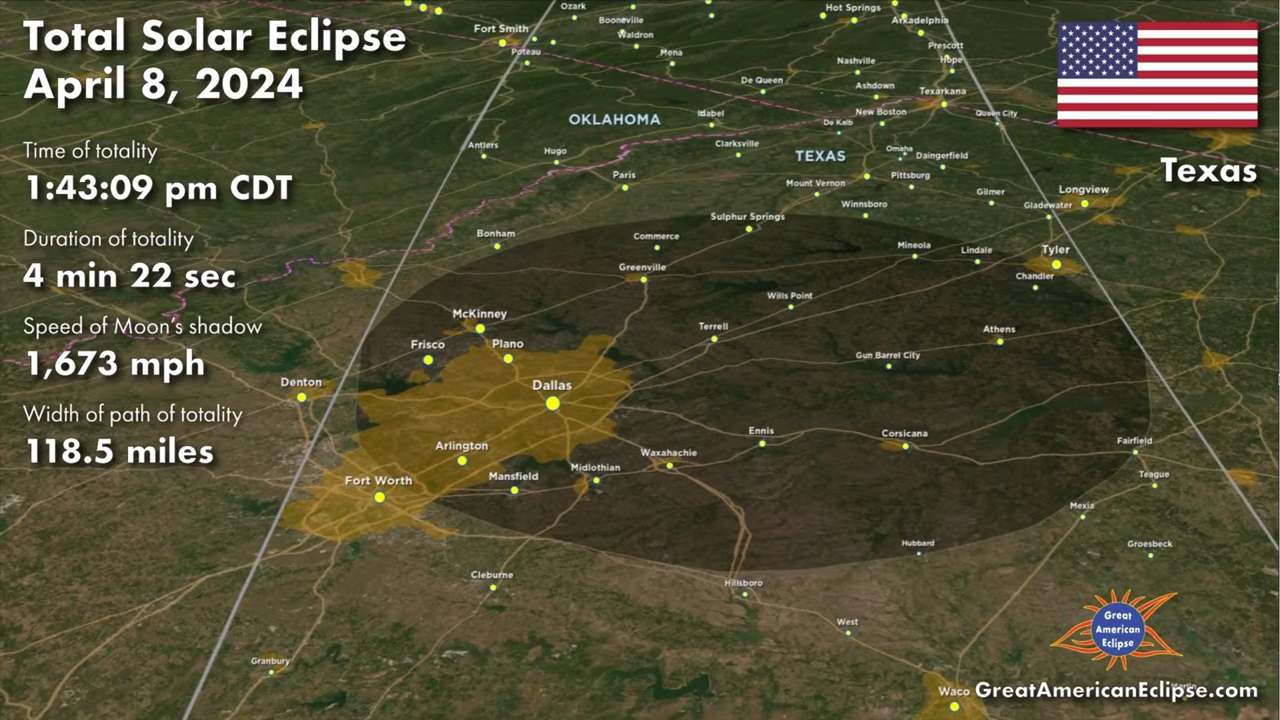 Total Solar Eclipse
April 8, 2024
Time of totality
1:43:09 pm CDT
Duration of totality
4 min 22 sec
Speed of Moon's shadow
1,673 mph
Width of path of totality
118.5 miles
Texas
Ozark
Hot Springs
Booneville
Arkadelphia
Fort Smith
Waldron
Poteau
Mena
Prescott
Nashville
Hope
De Queen
Ashdown
Texarkana
OKLAHOMA
Idabel
New Boston
Queen City
De Kalb
Antlers
Hugo
Clarksville
TEXAS
Omaha
Daingerfield
Paris
Mount Vernon
Pittsburg
Gilmer
Longview
Winnsboro
Gladewater
Sulphur Springs
Bonham
Commerce
Mineola
Lindale
Tyler
Greenville
Chandler
Wills Point
McKinney
Terrell
Athens
Frisco
Plano
Gun Barrel City
Denton
Dallas
Ennis
Corsicana
Arlington
Waxahachie
Fairfield
Fort Worth
Mansfield
Midlothian
Teague
Mexia
Hubbard
Groesbeck
Cleburne
Hillsboro
West
Granbury
Waco
Great
American
Eclipse
GreatAmericanEclipse.com